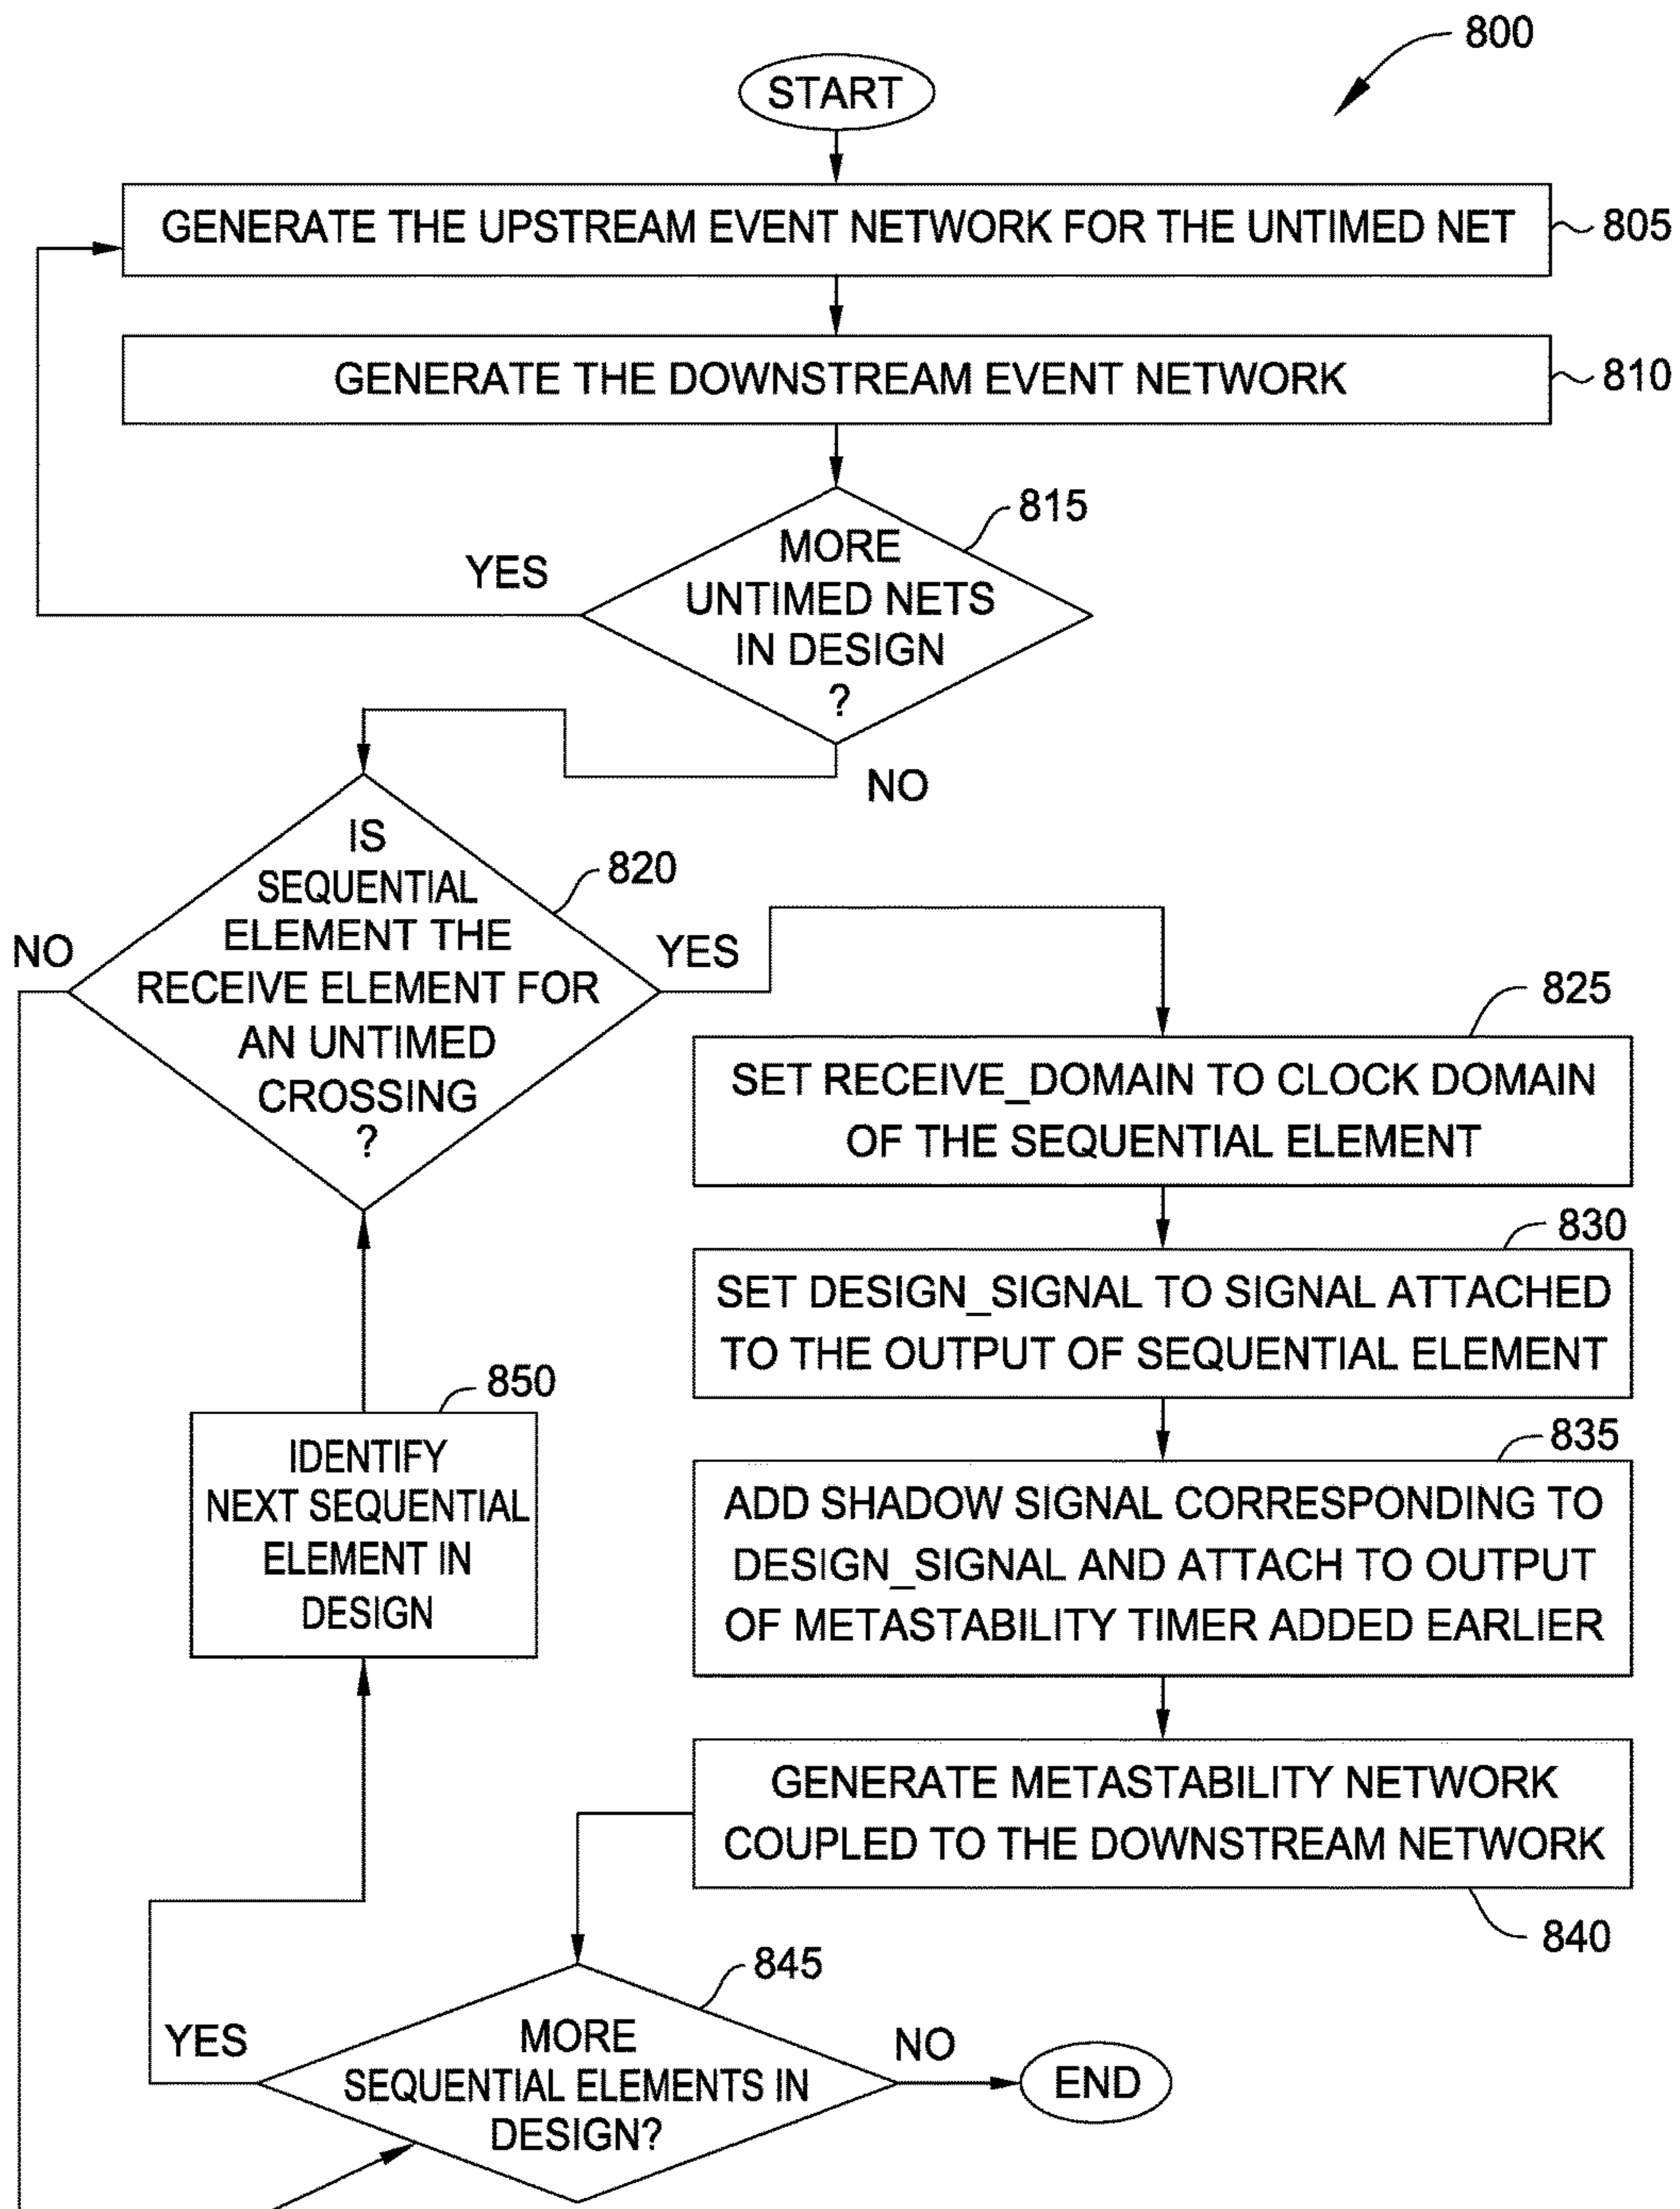 800
START
GENERATE THE UPSTREAM EVENT NETWORK FOR THE UNTIMED NET
805
GENERATE THE DOWNSTREAM EVENT NETWORK
810
815
MORE
UNTIMED NETS
IN DESIGN
?
YES
NO
IS
SEQUENTIAL
ELEMENT THE
RECEIVE ELEMENT FOR
AN UNTIMED
CROSSING
?
820
NO
YES
825
SET RECEIVE_DOMAIN TO CLOCK DOMAIN
OF THE SEQUENTIAL ELEMENT
830
SET DESIGN_SIGNAL TO SIGNAL ATTACHED
TO THE OUTPUT OF SEQUENTIAL ELEMENT
835
ADD SHADOW SIGNAL CORRESPONDING TO
DESIGN_SIGNAL AND ATTACH TO OUTPUT
OF METASTABILITY TIMER ADDED EARLIER
GENERATE METASTABILITY NETWORK
COUPLED TO THE DOWNSTREAM NETWORK
840
850
IDENTIFY
NEXT SEQUENTIAL
ELEMENT IN
DESIGN
845
MORE
SEQUENTIAL ELEMENTS IN
DESIGN?
YES
NO
END